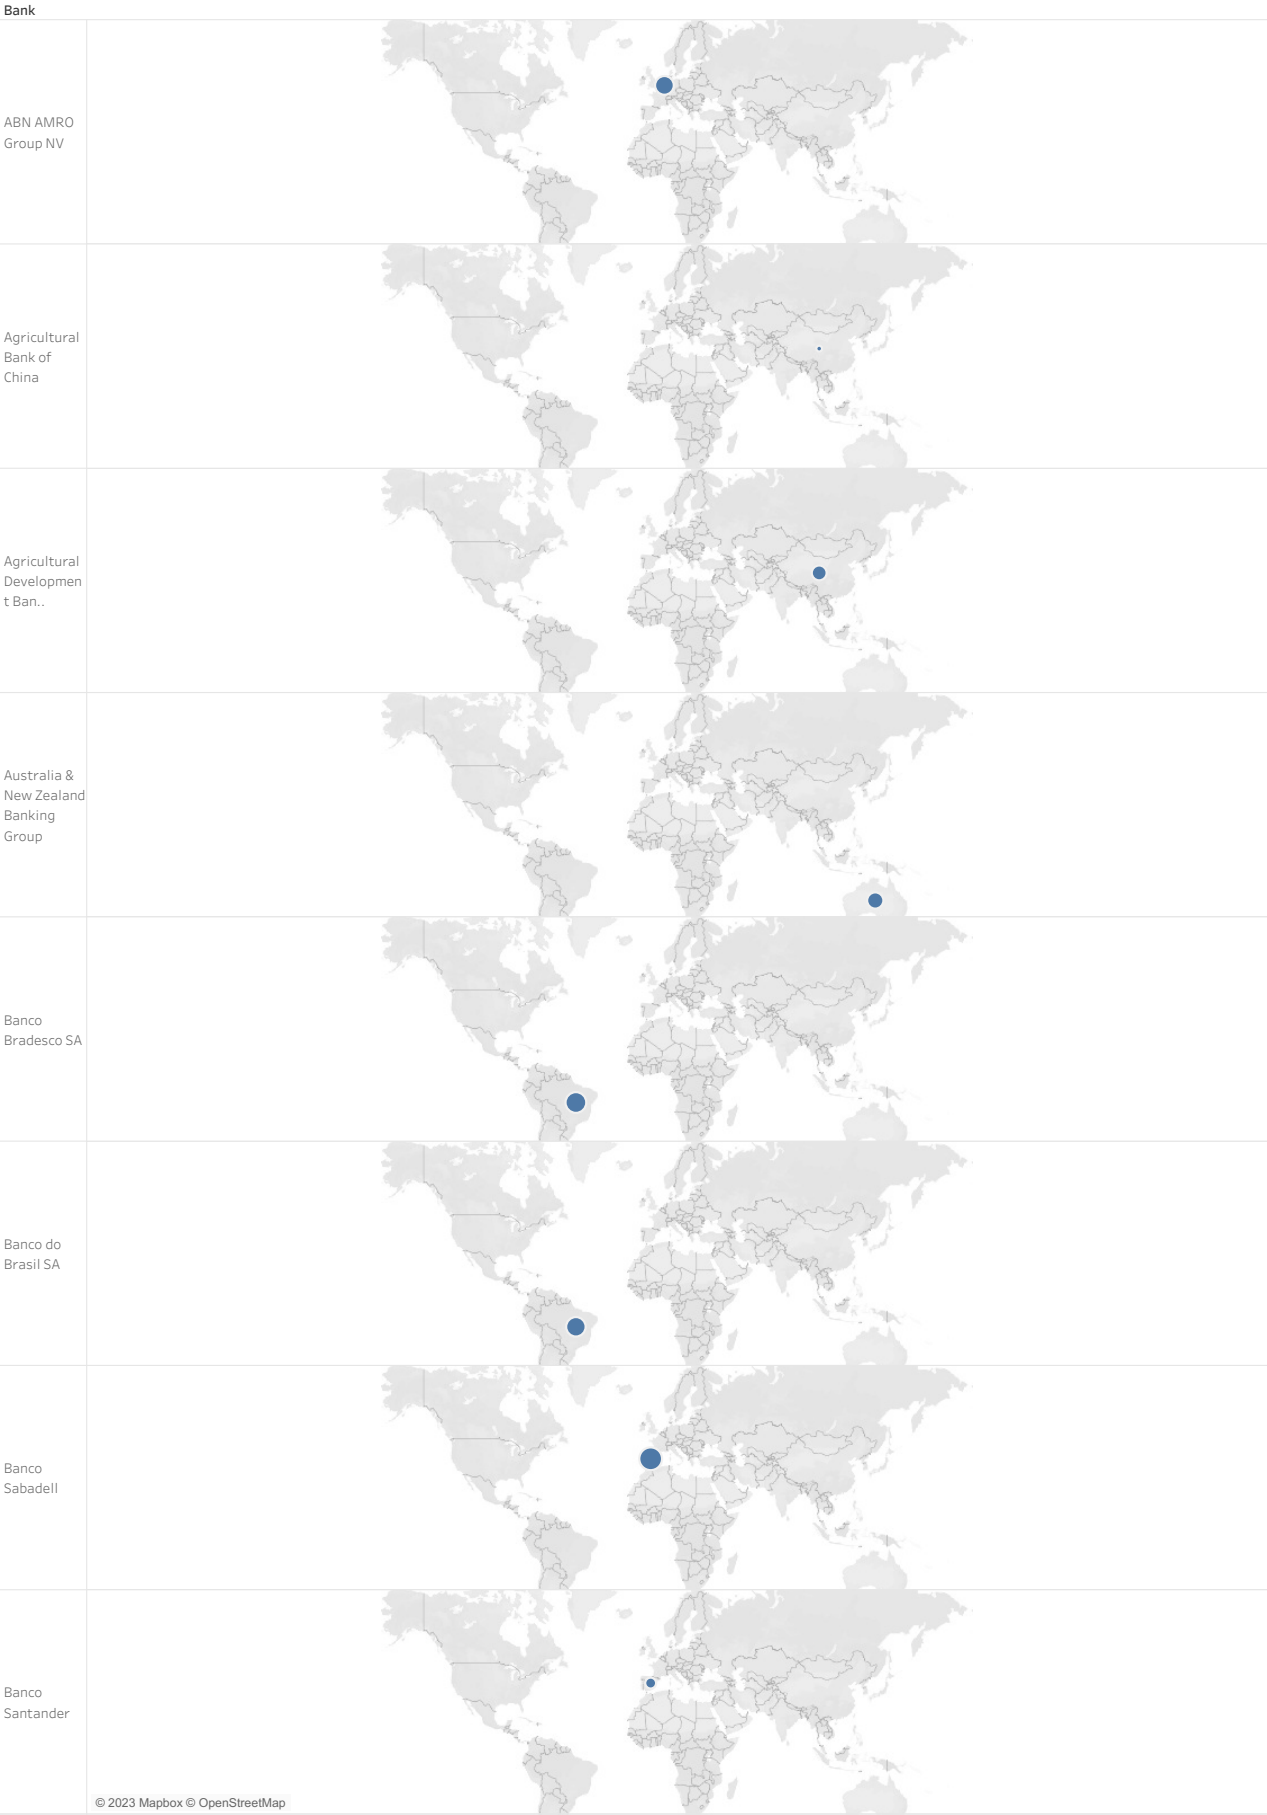 Bank
ABN AMRO
Group NV
Agricultural
Bank of
China
Agricultural
Developmen
t Ban..
Australia &
New Zealand
Banking
Group
Banco
Bradesco SA
Banco do
Brasil SA
Banco
Sabadell
Banco
Santander
© 2023 Mapbox © OpenStreetMap